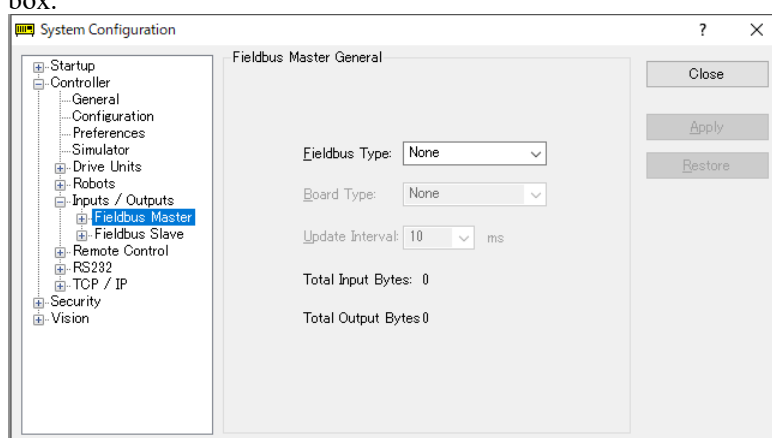 box.
System Configuration ? ×
Startup
Controller
General
Configuration
Preferences
Simulator
Drive Units
Robots
Inputs / Outputs
Fieldbus Master
Fieldbus Slave
Remote Control
RS232
TCP / IP
Security
Vision
Fieldbus Master General
Fieldbus Type: None
Board Type: None
Update Interval: 10 ms
Total Input Bytes: 0
Total Output Bytes 0
Close
Apply
Restore